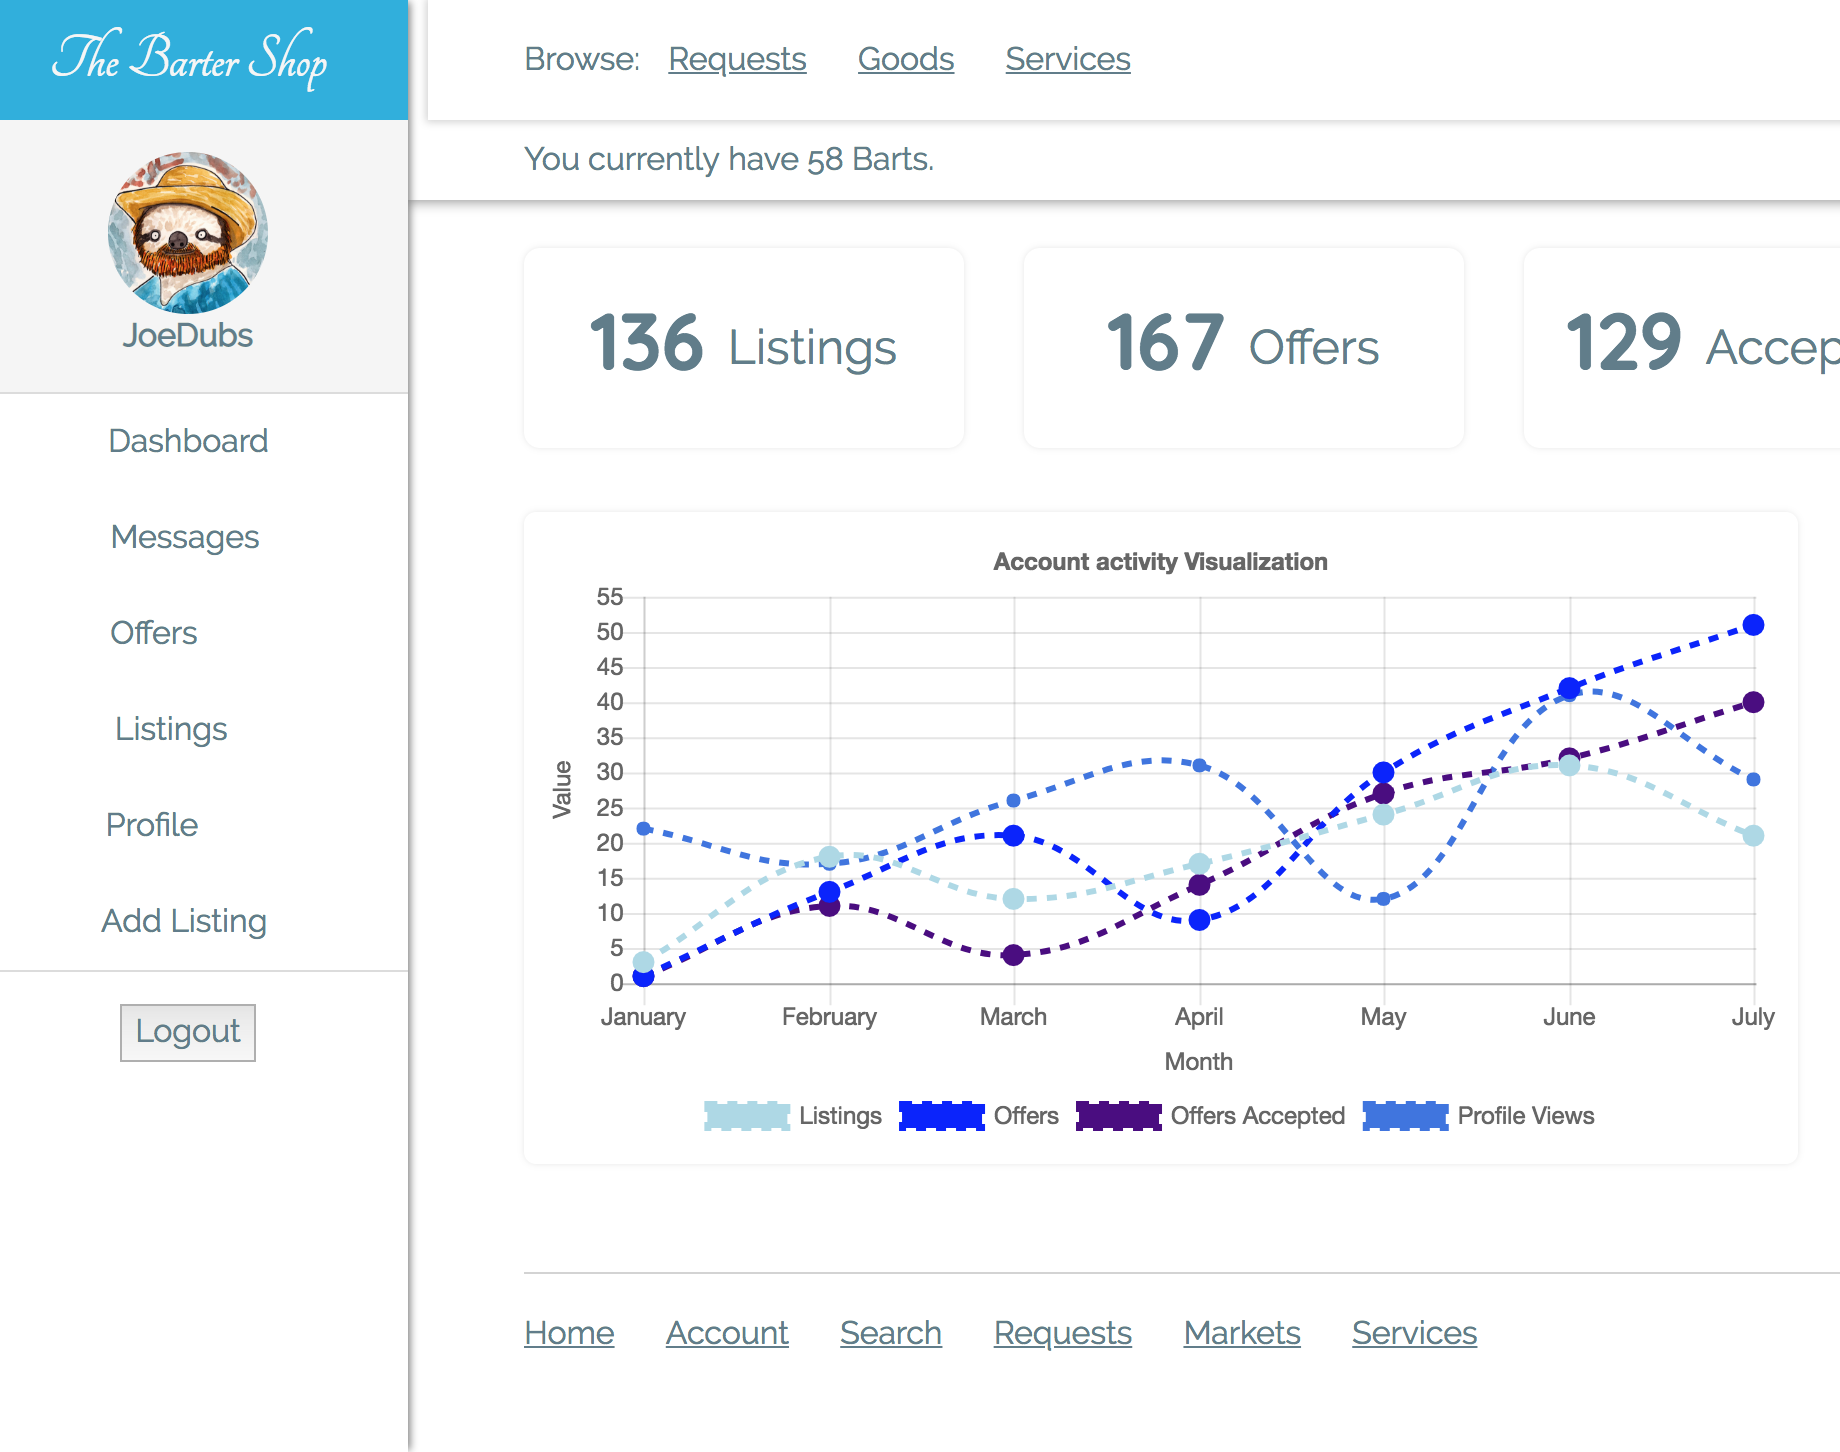 The Barter Shop
JoeDubs
Dashboard
Messages
Offers
Listings
Profile
Add Listing
Logout
Browse: Requests Goods Services
You currently have 58 Barts.
136 Listings
167 Offers
129
Account activity Visualization
Value
55
50
45
40
35
30
25
20
15
10
5
0
January February March April May June July
Month
Listings Offers Offers Accepted Profile Views
Home Account Search Requests Markets Services